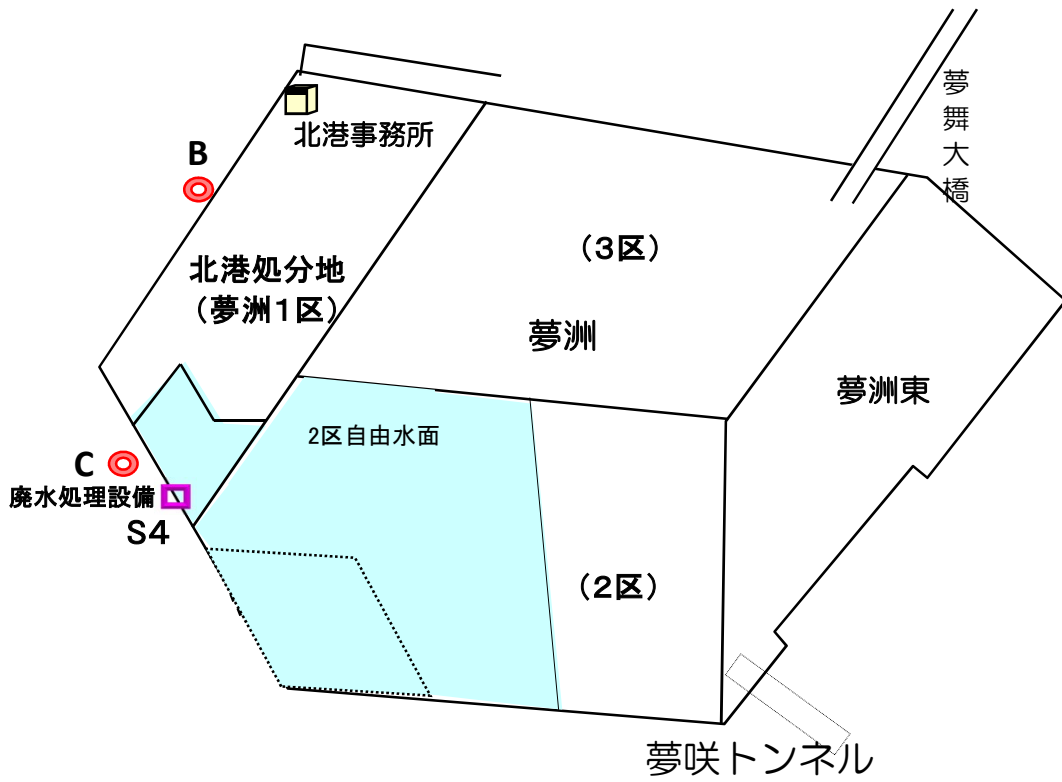 夢舞大橋
北港事務所
B
（3区）
北港処分地
（夢洲1区）
夢洲
夢洲東
2区自由水面
C
廃水処理設備
S4
（2区）
夢咲トンネル